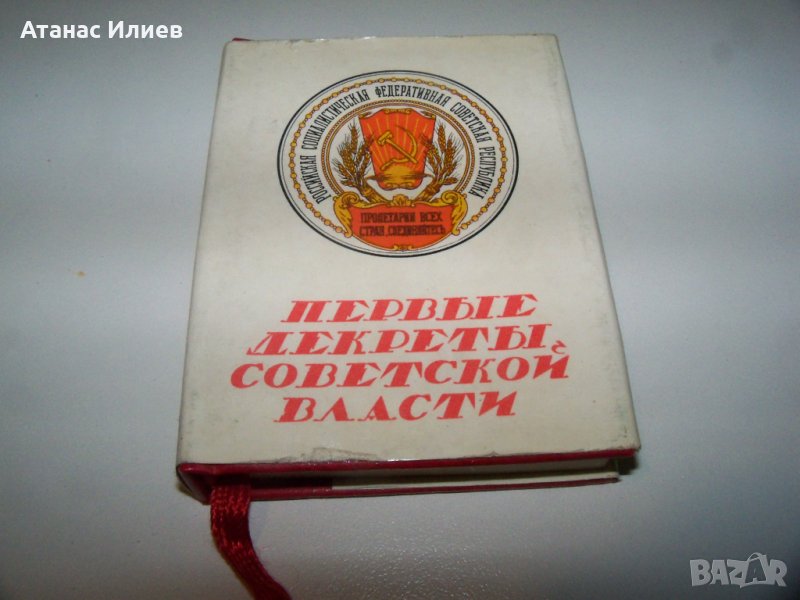 Атанас Илиев
РОССИЙСКАЯ СОЦИАЛИСТИЧЕСКАЯ ФЕДЕРАТИВНАЯ СОВЕТСКАЯ РЕСПУБЛИКА
ПРОЛЕТАРИИ ВСЕХ
СТРАН, СОЕДИНЯЙТЕСЬ
ПЕРВЫЕ
ДЕКРЕТЫ
СОВЕТСКОЙ
ВЛАСТИ
BAZAR